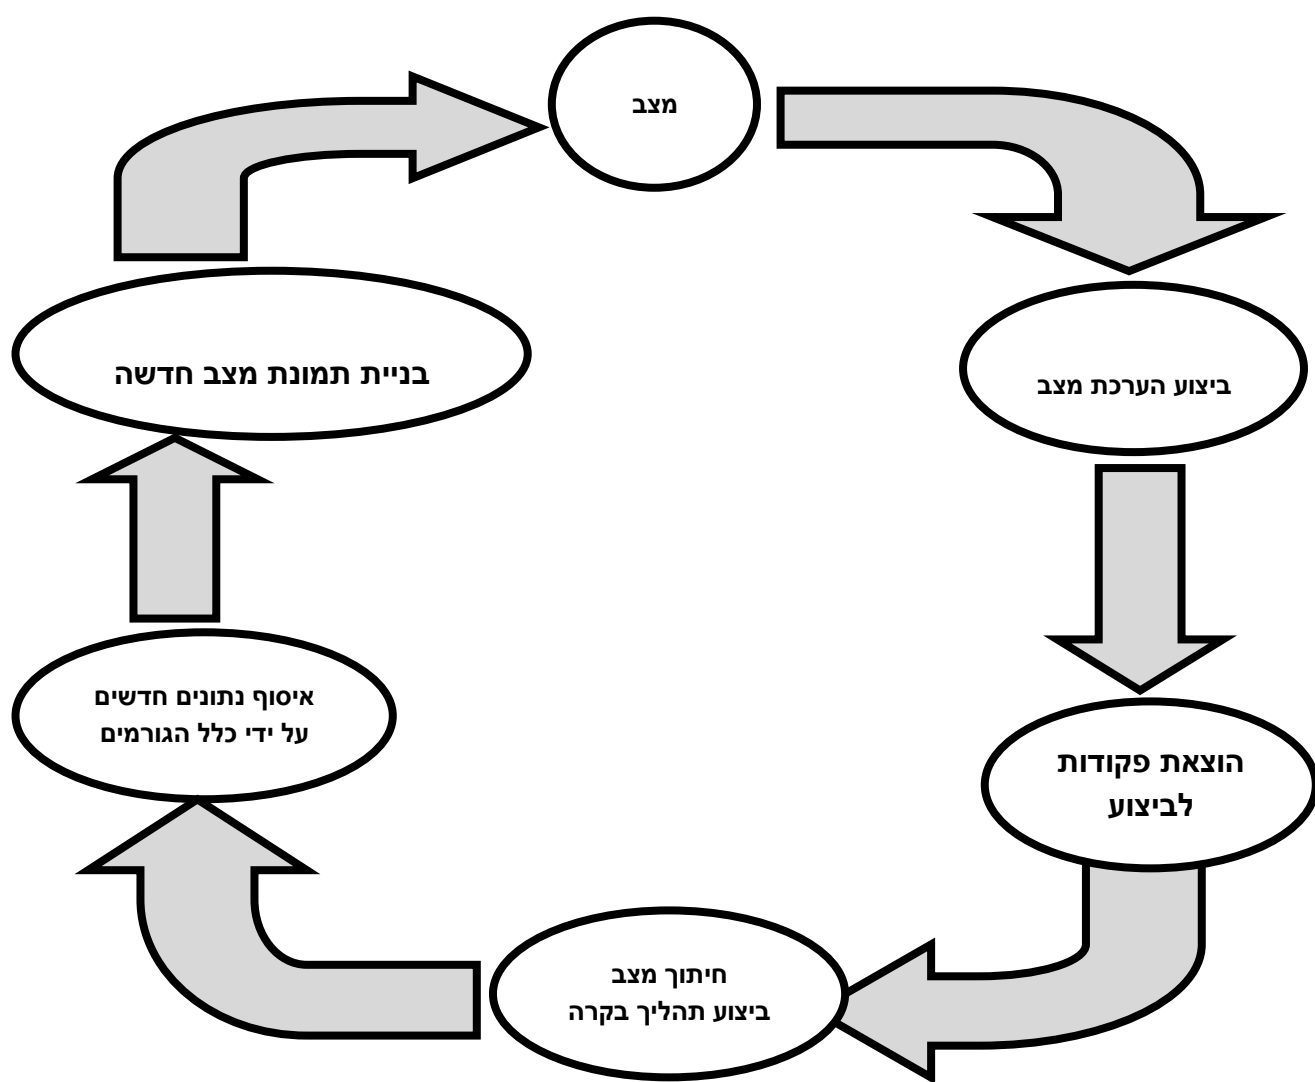 מצב
ביצוע הערכת מצב
הוצאת פקודות
לביצוע
חיתוך מצב
ביצוע תהליך בקרה
איסוף נתונים חדשים
על ידי כלל הגורמים
בניית תמונת מצב חדשה